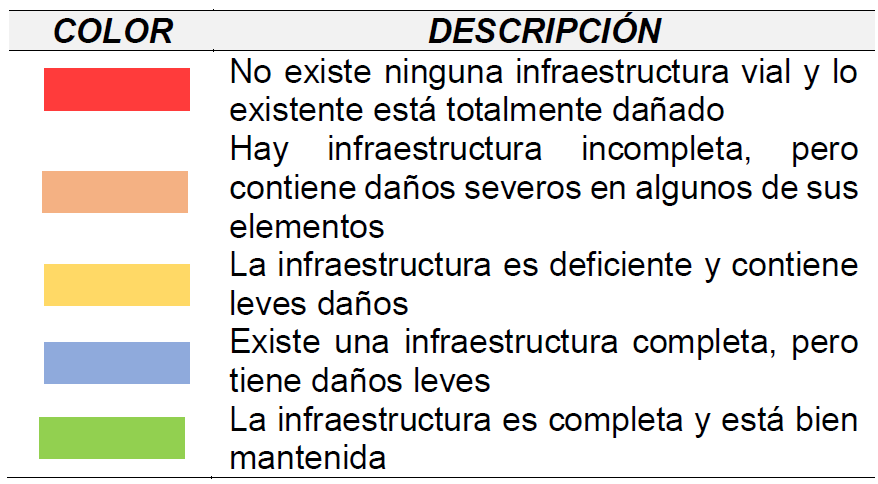 COLOR DESCRIPCIÓN
No existe ninguna infraestructura vial y lo
existente está totalmente dañado
Hay infraestructura incompleta, pero
contiene daños severos en algunos de sus
elementos
La infraestructura es deficiente y contiene
leves daños
Existe una infraestructura completa, pero
tiene daños leves
La infraestructura es completa y está bien
mantenida